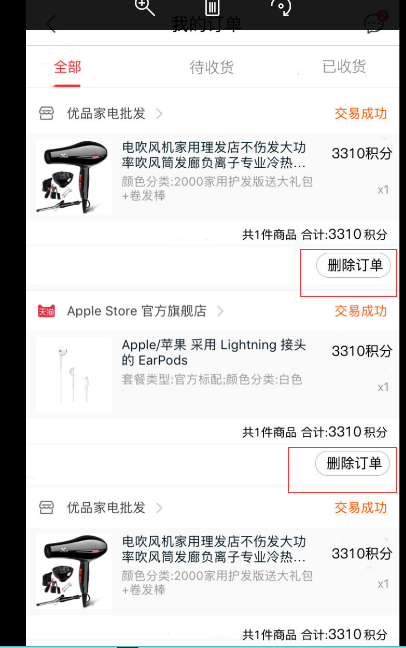 我的订单
全部
待收货
已收货
优品家电批发
交易成功
电吹风机家用理发店不伤发大功
率吹风筒发廊负离子专业冷热...
3310积分
颜色分类:2000家用护发版送大礼包
+卷发棒
x1
共1件商品 合计:3310 积分
删除订单
天猫
Apple Store 官方旗舰店
交易成功
Apple/苹果 采用 Lightning 接头
的 EarPods
3310积分
套餐类型:官方标配;颜色分类:白色
x1
共1件商品 合计:3310 积分
删除订单
优品家电批发
交易成功
电吹风机家用理发店不伤发大功
率吹风筒发廊负离子专业冷热...
3310积分
颜色分类:2000家用护发版送大礼包
+卷发棒
x1
共1件商品 合计:3310 积分